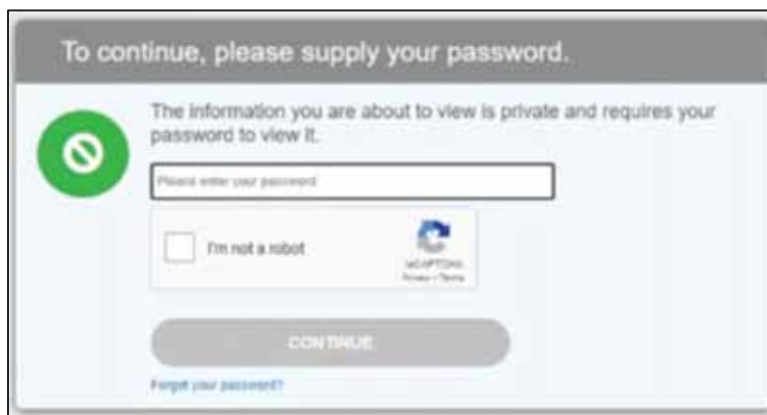 To continue, please supply your password.
The information you are about to view is private and requires your
password to view it.
Please enter your password
I'm not a robot
reCAPTCHA
Privacy - Terms
CONTINUE
Forgot your password?